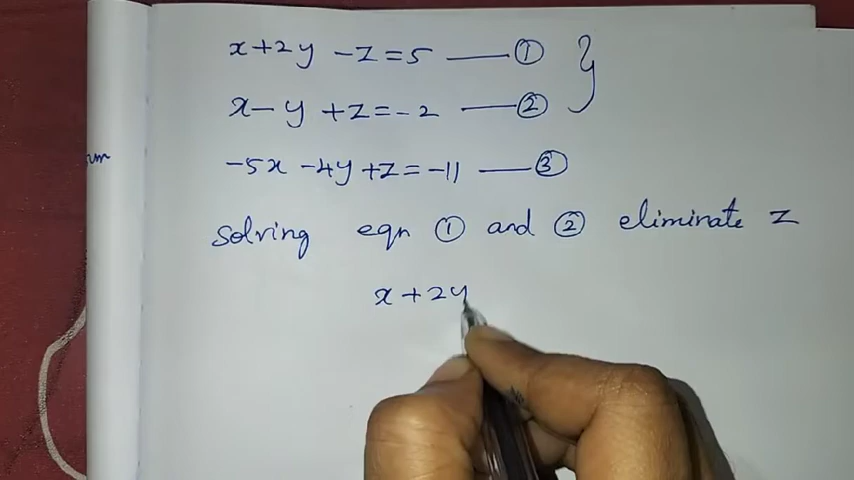 x+2y -z=5 —— ①
x- y +z=-2 —— ②
-5x -4y +z=-11 —— ③
solving eqn ① and ② eliminate z
x+2y